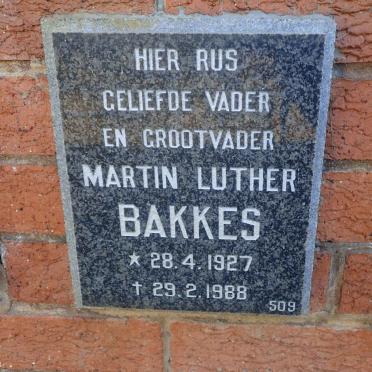 HIER RUS
GELIEFDE VADER
EN GROOTVADER
MARTIN LUTHER
BAKKES
* 28.4.1927
† 29.2.1988
509